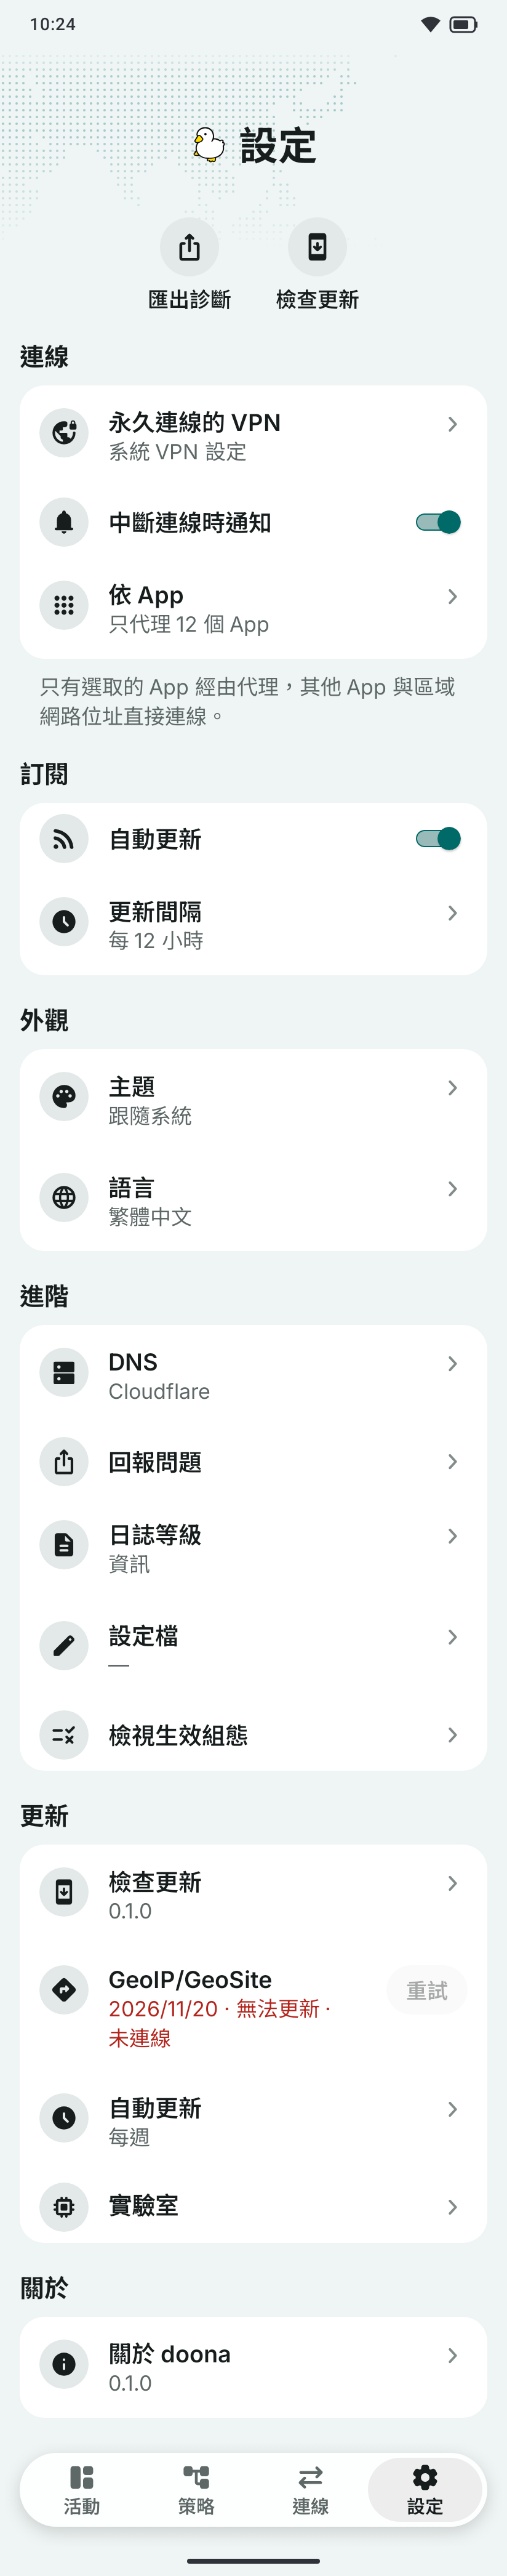 10:24
設定
匯出診斷
檢查更新
連線
永久連線的 VPN
系統 VPN 設定
中斷連線時通知
依 App
只代理 12 個 App
只有選取的 App 經由代理，其他 App 與區域
網路位址直接連線。
訂閱
自動更新
更新間隔
每 12 小時
外觀
主題
跟隨系統
語言
繁體中文
進階
DNS
Cloudflare
回報問題
日誌等級
資訊
設定檔
—
檢視生效組態
更新
檢查更新
0.1.0
GeoIP/GeoSite
2026/11/20 · 無法更新 ·
未連線
重試
自動更新
每週
實驗室
關於
關於 doona
0.1.0
活動
策略
連線
設定